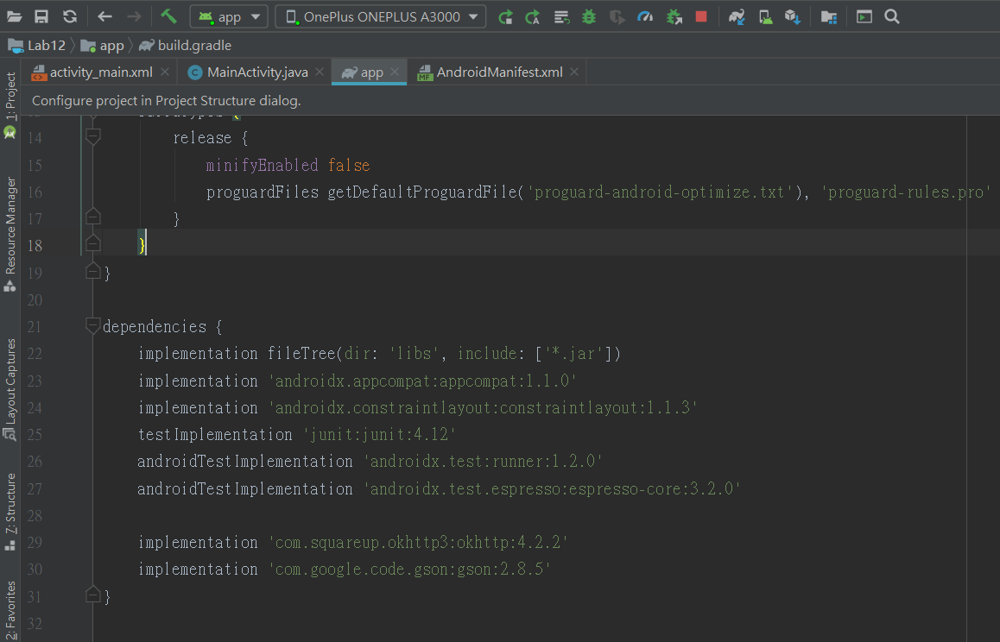 app
OnePlus ONEPLUS A3000
Lab12
app
build.gradle
activity_main.xml
MainActivity.java
app
AndroidManifest.xml
Configure project in Project Structure dialog.
1: Project
Resource Manager
Layout Captures
Z: Structure
2: Favorites
14 release {
15 minifyEnabled false
16 proguardFiles getDefaultProguardFile('proguard-android-optimize.txt'), 'proguard-rules.pro'
17 }
18 }
19 }
20
21 dependencies {
22 implementation fileTree(dir: 'libs', include: ['*.jar'])
23 implementation 'androidx.appcompat:appcompat:1.1.0'
24 implementation 'androidx.constraintlayout:constraintlayout:1.1.3'
25 testImplementation 'junit:junit:4.12'
26 androidTestImplementation 'androidx.test:runner:1.2.0'
27 androidTestImplementation 'androidx.test.espresso:espresso-core:3.2.0'
28
29 implementation 'com.squareup.okhttp3:okhttp:4.2.2'
30 implementation 'com.google.code.gson:gson:2.8.5'
31 }
32